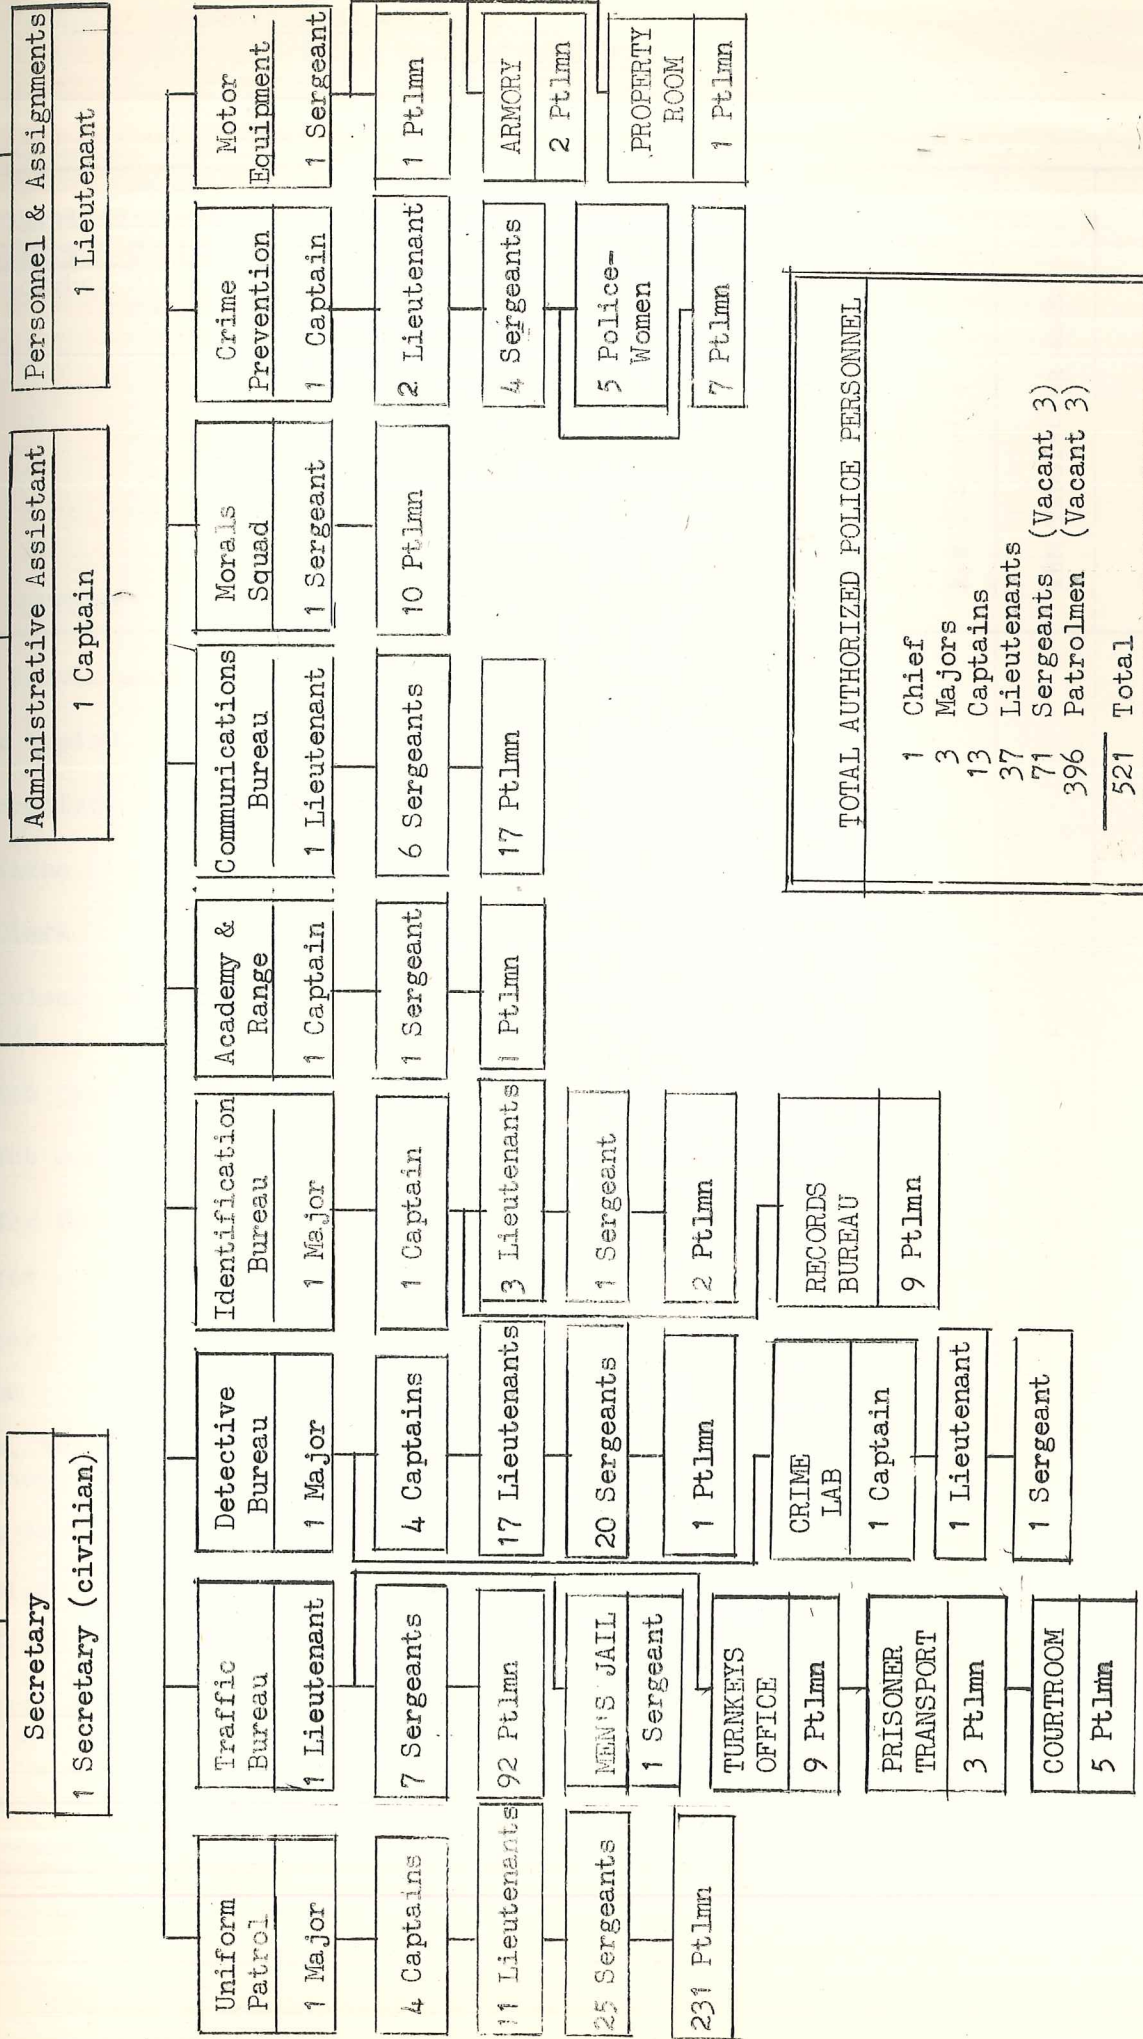 Secretary
1 Secretary (civilian)
Administrative Assistant
1 Captain
Personnel & Assignments
1 Lieutenant
Uniform
Patrol
1 Major
4 Captains
11 Lieutenants
25 Sergeants
231 Ptlmn
Traffic
Bureau
1 Lieutenant
7 Sergeants
92 Ptlmn
MEN'S JAIL
1 Sergeant
TURNKEYS
OFFICE
9 Ptlmn
PRISONER
TRANSPORT
3 Ptlmn
COURTROOM
5 Ptlmn
Detective
Bureau
1 Major
4 Captains
17 Lieutenants
20 Sergeants
1 Ptlmn
CRIME
LAB
1 Captain
1 Lieutenant
1 Sergeant
Identification
Bureau
1 Major
1 Captain
3 Lieutenants
1 Sergeant
2 Ptlmn
RECORDS
BUREAU
9 Ptlmn
Academy &
Range
1 Captain
1 Sergeant
1 Ptlmn
Communications
Bureau
1 Lieutenant
6 Sergeants
17 Ptlmn
Morals
Squad
1 Sergeant
10 Ptlmn
Crime
Prevention
1 Captain
2 Lieutenant
4 Sergeants
5 Police-
Women
7 Ptlmn
Motor
Equipment
1 Sergeant
1 Ptlmn
ARMORY
2 Ptlmn
PROPERTY
ROOM
1 Ptlmn
TOTAL AUTHORIZED POLICE PERSONNEL
1 Chief
3 Majors
13 Captains
37 Lieutenants
71 Sergeants (Vacant 3)
396 Patrolmen (Vacant 3)
521 Total